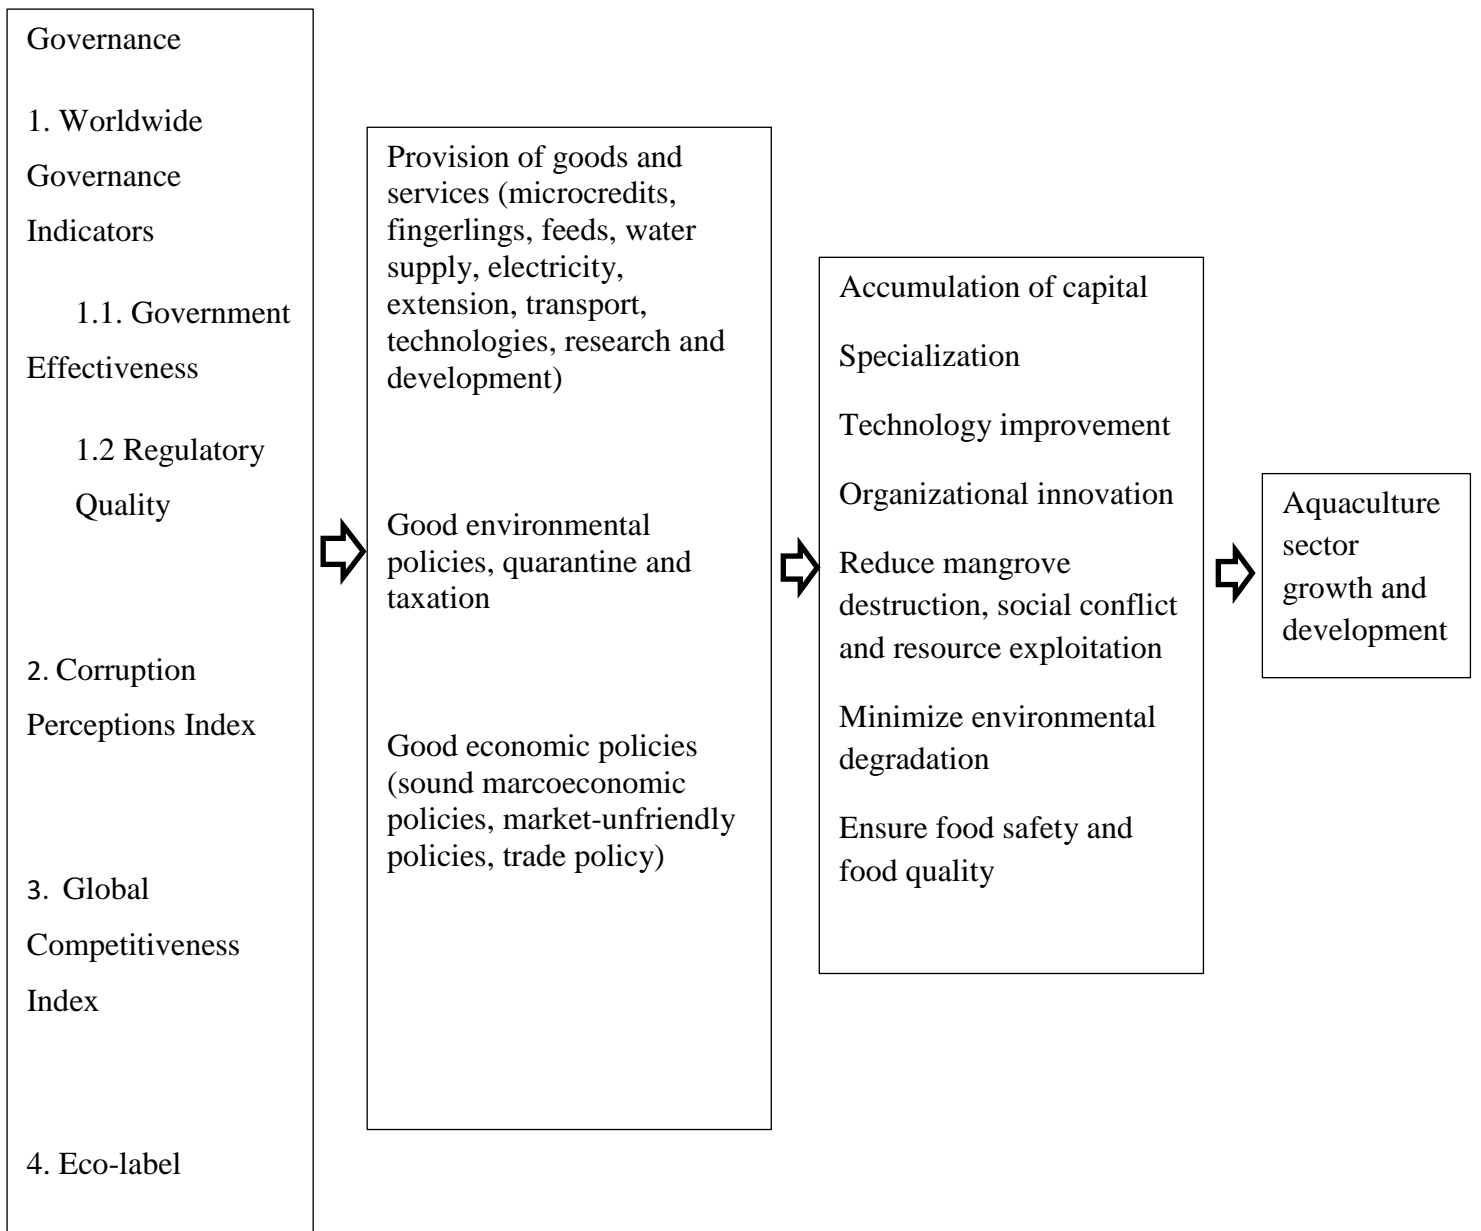 Governance
1. Worldwide
Governance
Indicators
1.1. Government
Effectiveness
1.2 Regulatory
Quality
2. Corruption
Perceptions Index
3. Global
Competitiveness
Index
4. Eco-label
Provision of goods and
services (microcredits,
fingerlings, feeds, water
supply, electricity,
extension, transport,
technologies, research and
development)
Good environmental
policies, quarantine and
taxation
Good economic policies
(sound marcoeconomic
policies, market-unfriendly
policies, trade policy)
Accumulation of capital
Specialization
Technology improvement
Organizational innovation
Reduce mangrove
destruction, social conflict
and resource exploitation
Minimize environmental
degradation
Ensure food safety and
food quality
Aquaculture
sector
growth and
development